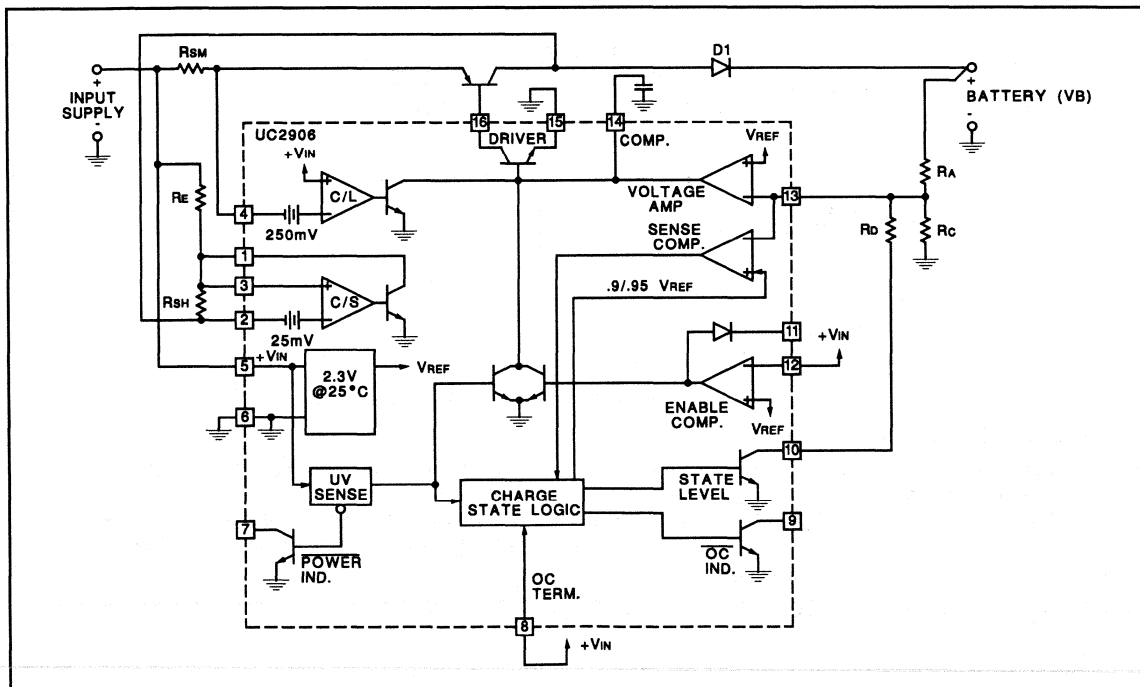 RSM
D1
+
INPUT
SUPPLY
-
+
BATTERY (VB)
-
16
DRIVER
15
14
COMP.
UC2906
+VIN
VREF
RA
RE
+
C/L
-
4
250mV
VOLTAGE
AMP
+
-
13
SENSE
COMP.
-
+
RD
RC
1
3
RSH
+
C/S
-
2
25mV
.9/.95 VREF
11
+VIN
5
+VIN
2.3V
@25°C
VREF
-
12
+
ENABLE
COMP.
VREF
6
10
UV
SENSE
CHARGE
STATE LOGIC
STATE
LEVEL
9
7
POWER
IND.
OC
IND.
OC
TERM.
8
+VIN